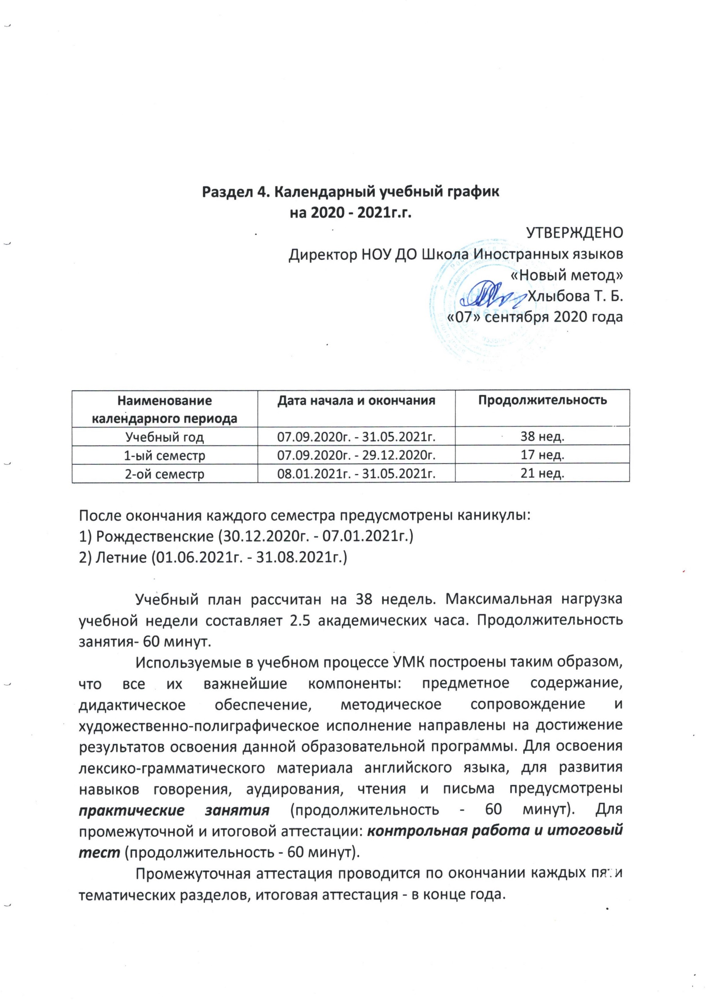 Раздел 4. Календарный учебный график
на 2020 - 2021г.г.
УТВЕРЖДЕНО
Директор НОУ ДО Школа Иностранных языков
«Новый метод»
Хлыбова Т. Б.
«07» сентября 2020 года
Наименование календарного периода | Дата начала и окончания | Продолжительность
Учебный год | 07.09.2020г. - 31.05.2021г. | 38 нед.
1-ый семестр | 07.09.2020г. - 29.12.2020г. | 17 нед.
2-ой семестр | 08.01.2021г. - 31.05.2021г. | 21 нед.
После окончания каждого семестра предусмотрены каникулы:
1) Рождественские (30.12.2020г. - 07.01.2021г.)
2) Летние (01.06.2021г. - 31.08.2021г.)
Учебный план рассчитан на 38 недель. Максимальная нагрузка
учебной недели составляет 2.5 академических часа. Продолжительность
занятия- 60 минут.
Используемые в учебном процессе УМК построены таким образом,
что все их важнейшие компоненты: предметное содержание,
дидактическое обеспечение, методическое сопровождение и
художественно-полиграфическое исполнение направлены на достижение
результатов освоения данной образовательной программы. Для освоения
лексико-грамматического материала английского языка, для развития
навыков говорения, аудирования, чтения и письма предусмотрены
практические занятия (продолжительность - 60 минут). Для
промежуточной и итоговой аттестации: контрольная работа и итоговый
тест (продолжительность - 60 минут).
Промежуточная аттестация проводится по окончании каждых пяти
тематических разделов, итоговая аттестация - в конце года.